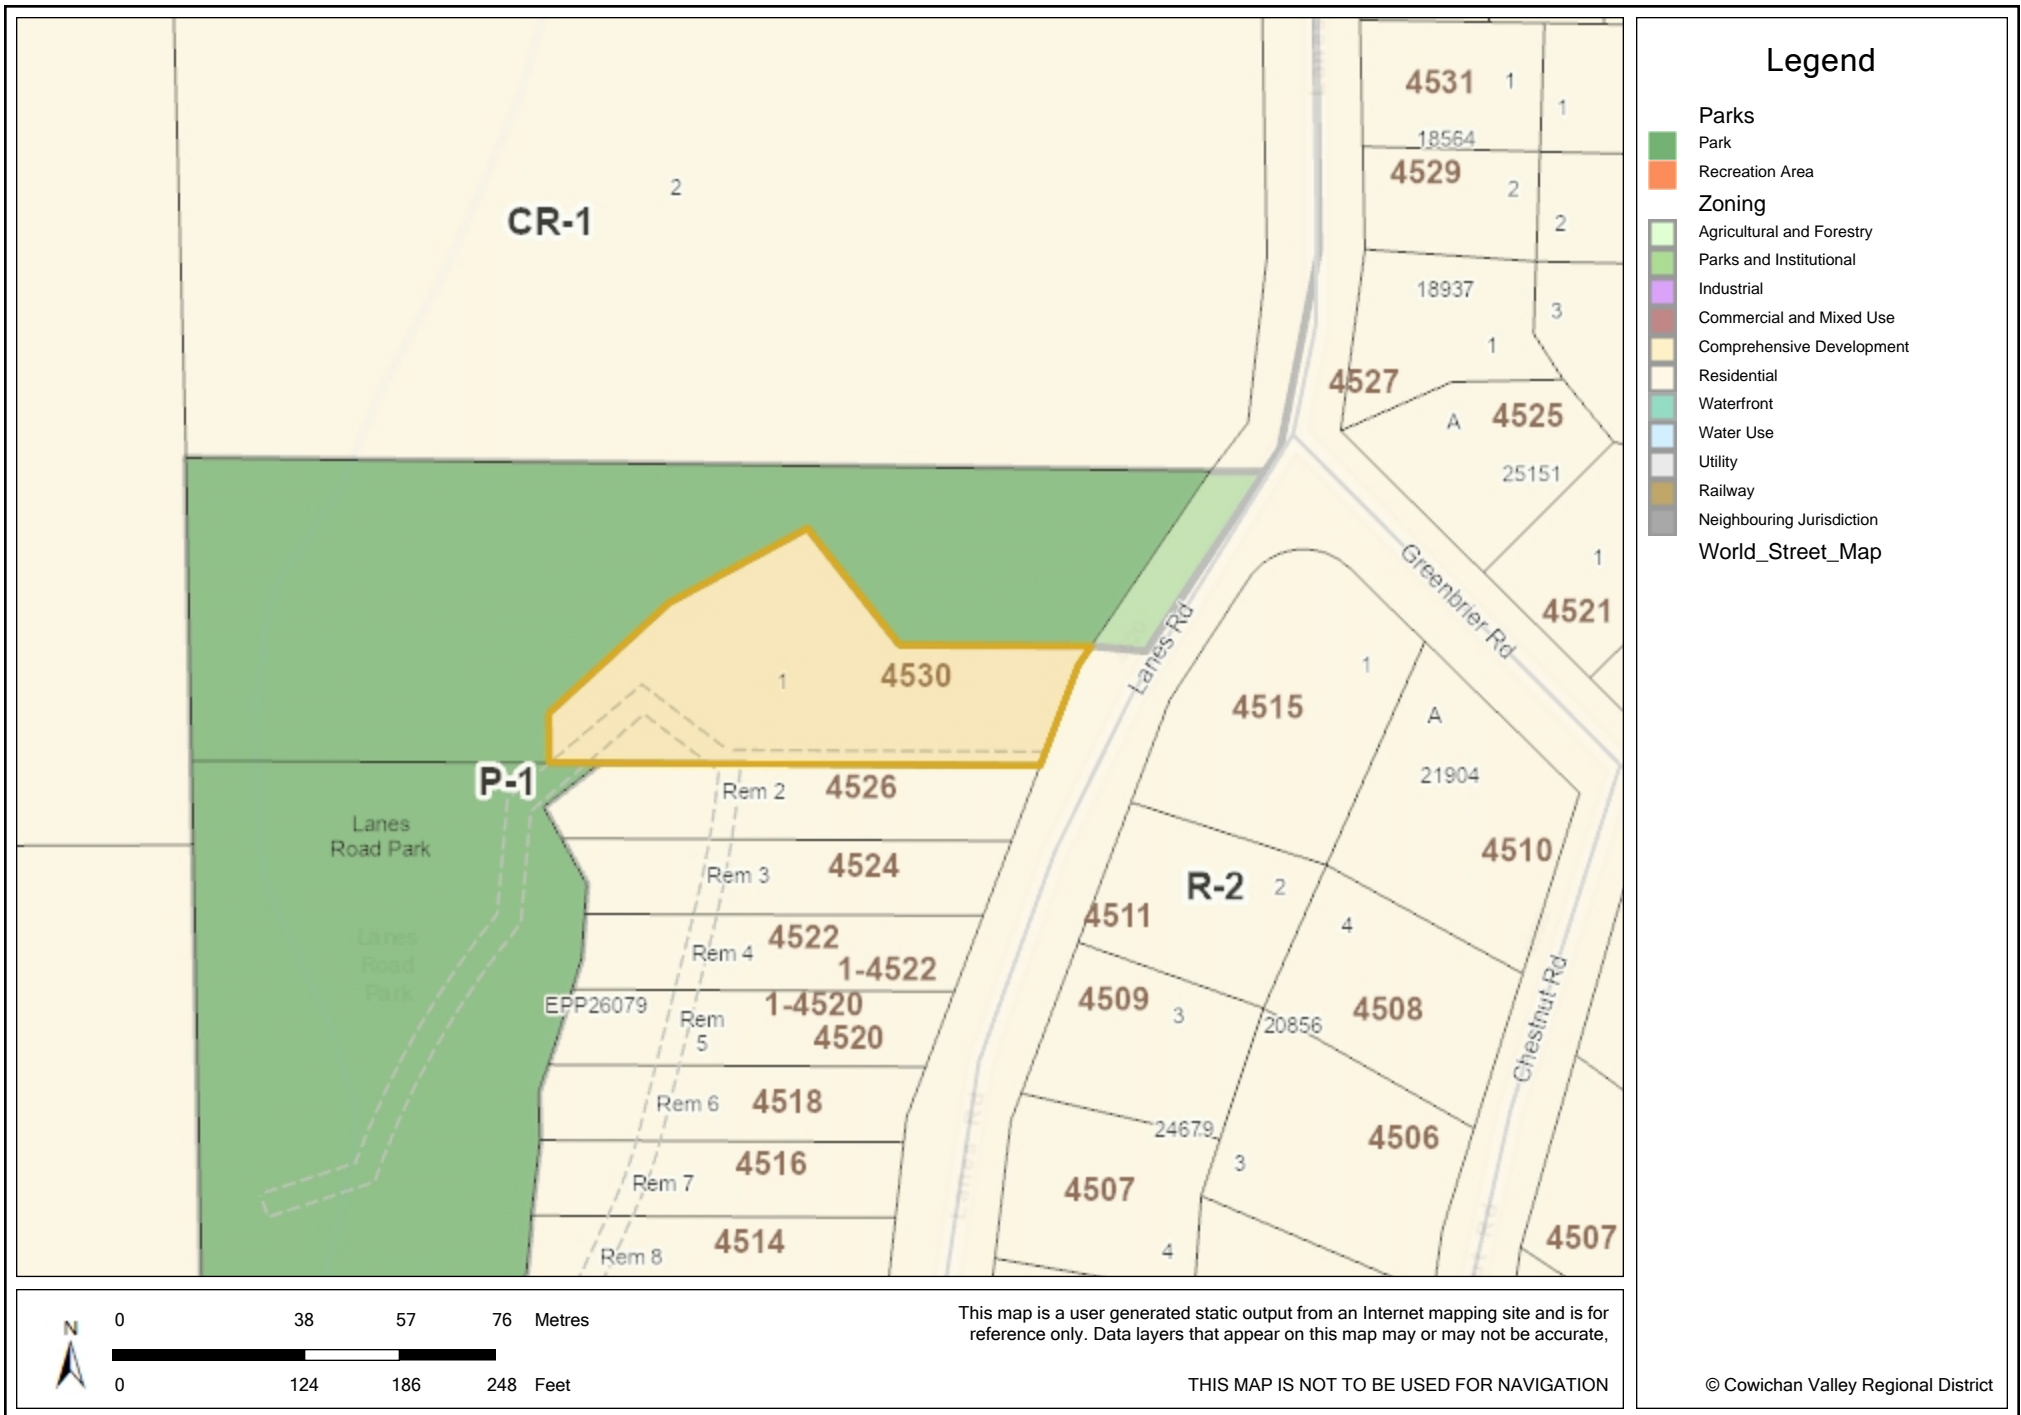 4531
1
1
18564
4529
2
2
2
CR-1
18937
3
1
4527
A
4525
25151
Greenbrier Rd
1
4521
Lanes Rd
1
4530
1
4515
A
21904
P-1
Rem 2
4526
Lanes
Road Park
4510
Rem 3
4524
R-2
2
4511
4
Lanes
Road
Park
Rem 4
4522
1-4522
Chestnut Rd
EPP26079
Rem
5
1-4520
4520
4509
3
20856
4508
Rem 6
4518
Lanes Rd
24679
4506
Rem 7
4516
3
4507
Rem 8
4514
4
4507
Legend
Parks
Park
Recreation Area
Zoning
Agricultural and Forestry
Parks and Institutional
Industrial
Commercial and Mixed Use
Comprehensive Development
Residential
Waterfront
Water Use
Utility
Railway
Neighbouring Jurisdiction
World_Street_Map
N
0 38 57 76 Metres
0 124 186 248 Feet
This map is a user generated static output from an Internet mapping site and is for
reference only. Data layers that appear on this map may or may not be accurate,
THIS MAP IS NOT TO BE USED FOR NAVIGATION
© Cowichan Valley Regional District